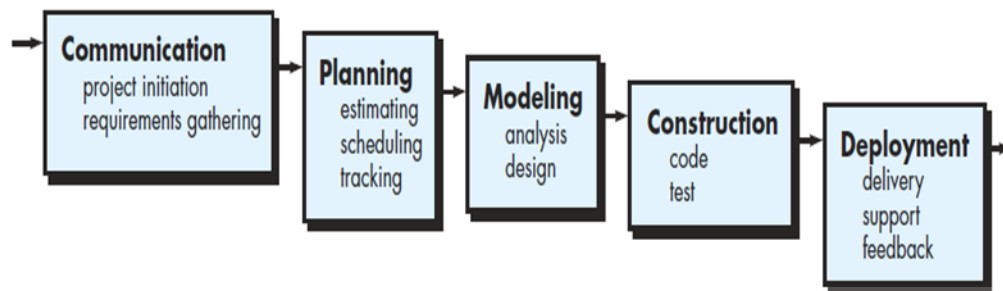 Communication
project initiation
requirements gathering
Planning
estimating
scheduling
tracking
Modeling
analysis
design
Construction
code
test
Deployment
delivery
support
feedback